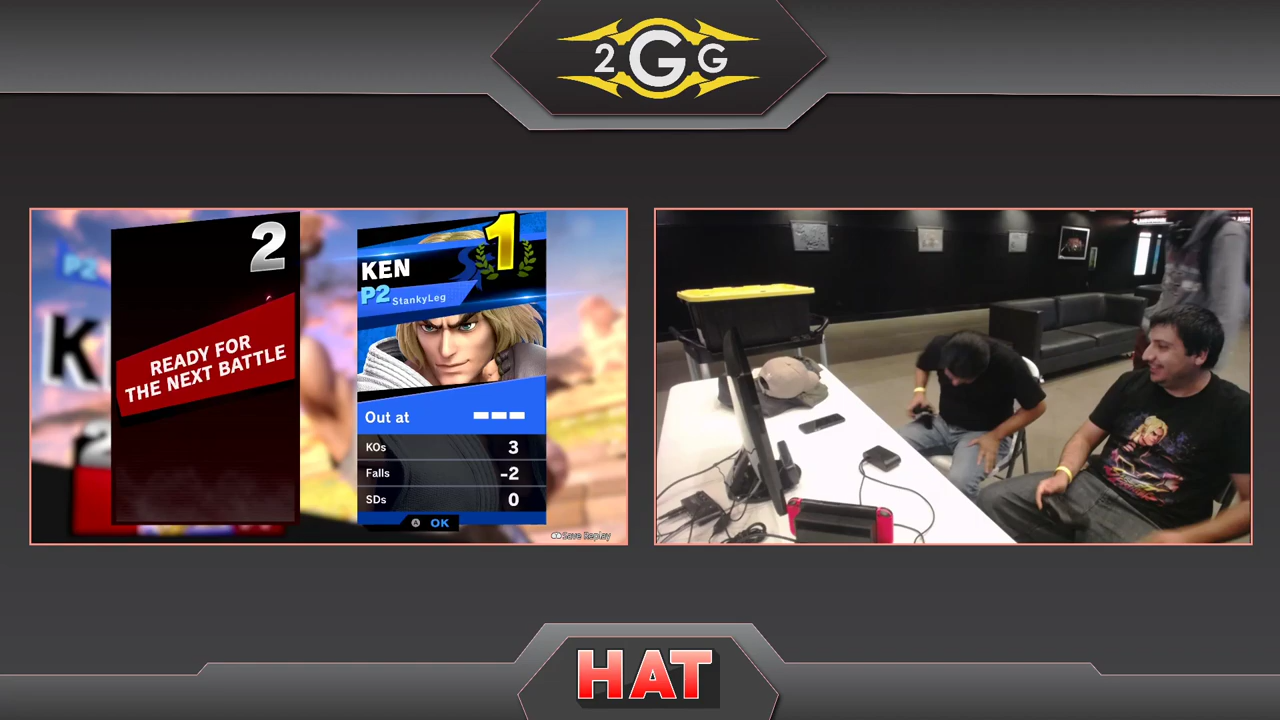 2GG
2
READY FOR
THE NEXT BATTLE
1
KEN
P2 StankyLeg
Out at ---
KOs 3
Falls -2
SDs 0
A OK
Save Replay
P2
K
HAT